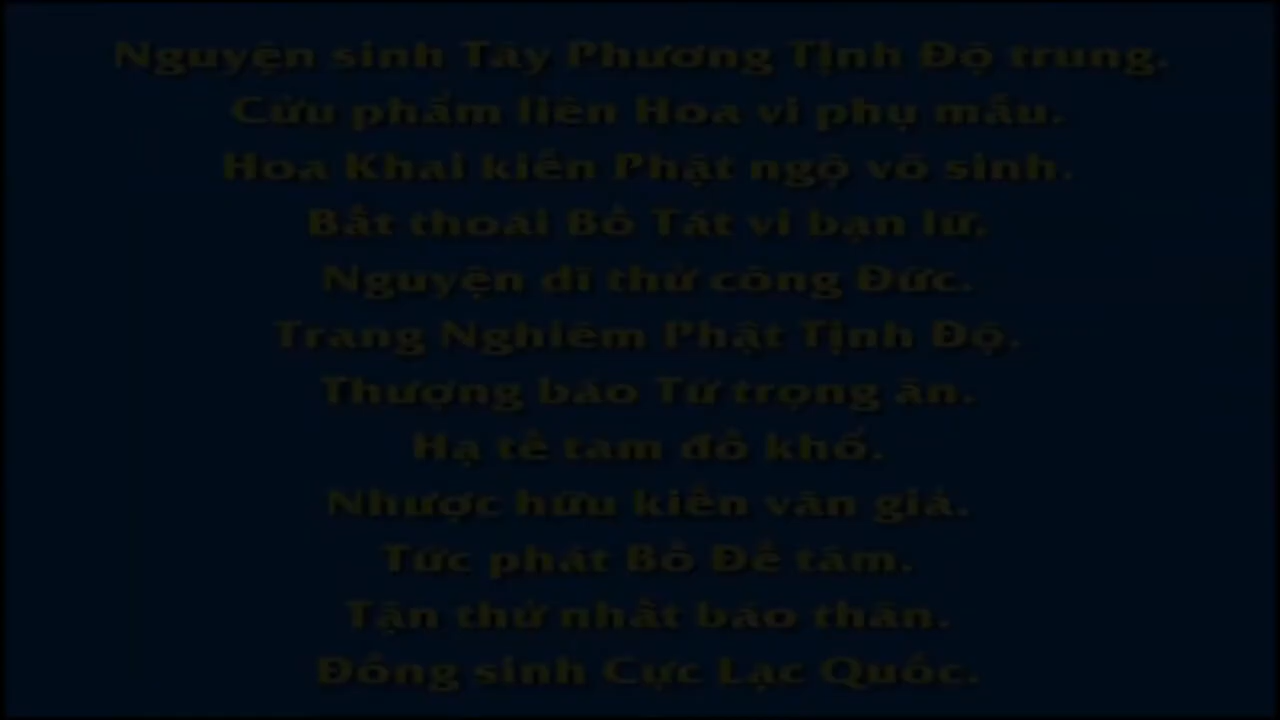 Nguyện sinh Tây Phương Tịnh Độ trung.
Cửu phẩm liên Hoa vi phụ mẫu.
Hoa Khai kiến Phật ngộ vô sinh.
Bất thoái Bồ Tát vi bạn lữ.
Nguyện dĩ thử công Đức.
Trang Nghiêm Phật Tịnh Độ.
Thượng báo Tứ trọng ân.
Hạ tế tam đồ khổ.
Nhược hữu kiến văn giả.
Tức phát Bồ Đề tâm.
Tận thử nhất báo thân.
Đồng sinh Cực Lạc Quốc.